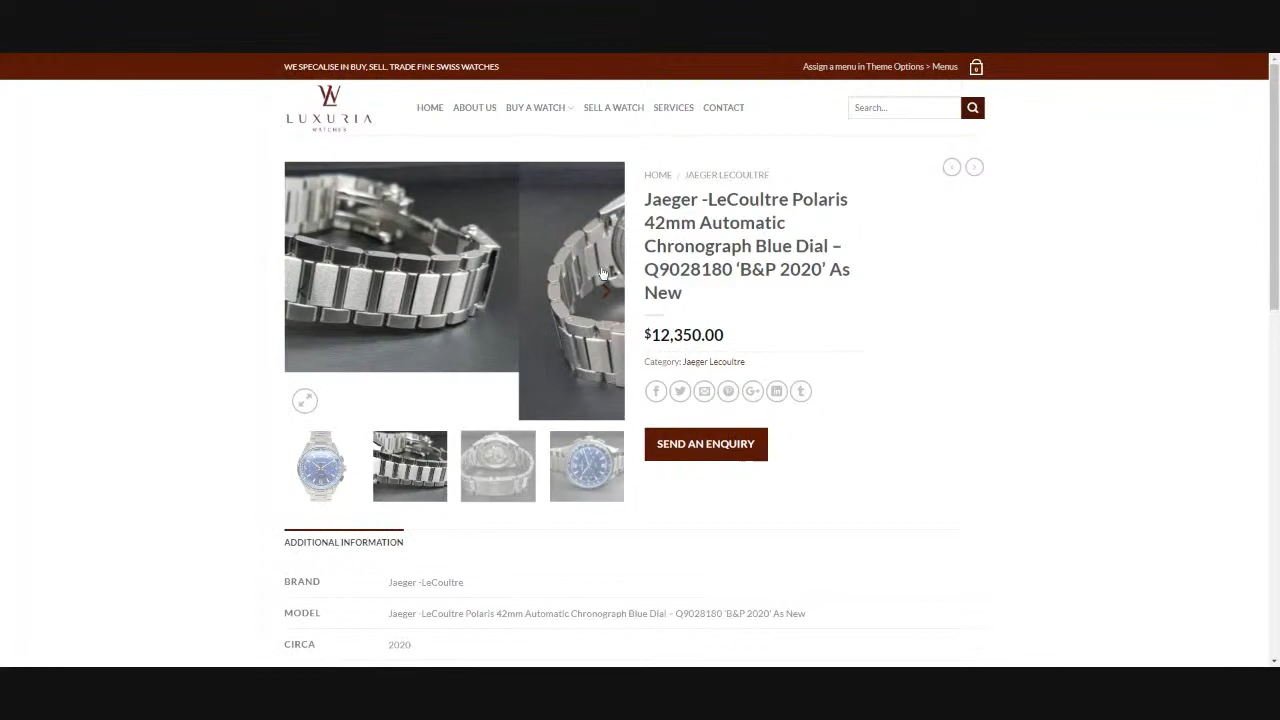 WE SPECALISE IN BUY, SELL. TRADE FINE SWISS WATCHES
Assign a menu in Theme Options > Menus
0
LUXURIA
WATCHES
HOME
ABOUT US
BUY A WATCH
SELL A WATCH
SERVICES
CONTACT
Search...
HOME / JAEGER LECOULTRE
Jaeger -LeCoultre Polaris
42mm Automatic
Chronograph Blue Dial –
Q9028180 ‘B&P 2020’ As
New
$12,350.00
Category: Jaeger Lecoultre
SEND AN ENQUIRY
ADDITIONAL INFORMATION
BRAND
Jaeger -LeCoultre
MODEL
Jaeger -LeCoultre Polaris 42mm Automatic Chronograph Blue Dial – Q9028180 ‘B&P 2020’ As New
CIRCA
2020